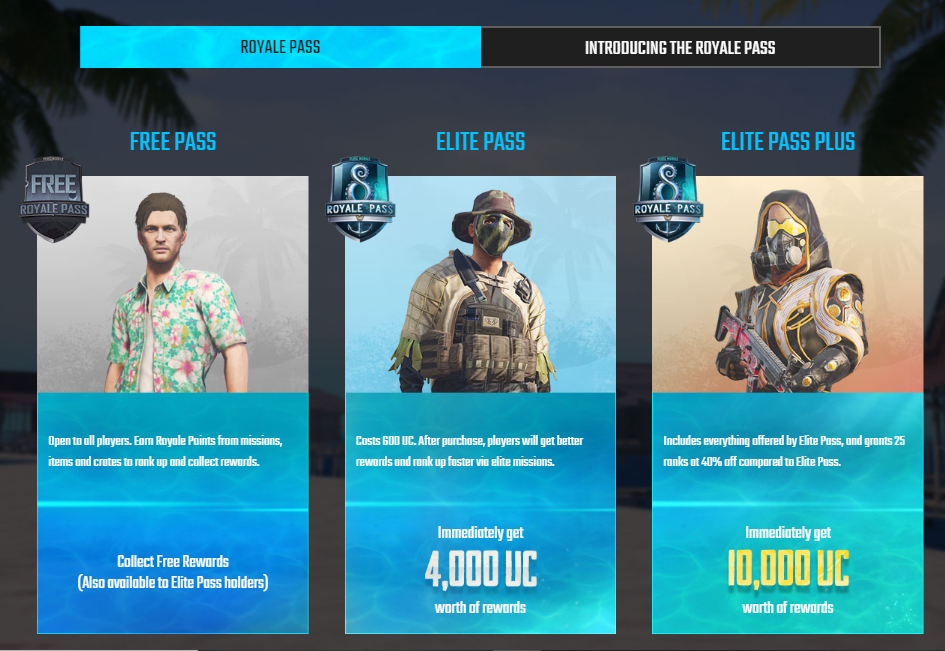 ROYALE PASS
INTRODUCING THE ROYALE PASS
FREE PASS
ELITE PASS
ELITE PASS PLUS
FREE
ROYALE PASS
8
ROYALE PASS
8
ROYALE PASS
Open to all players. Earn Royale Points from missions,
items and crates to rank up and collect rewards.
Collect Free Rewards
(Also available to Elite Pass holders)
Costs 600 UC. After purchase, players will get better
rewards and rank up faster via elite missions.
Immediately get
4,000 UC
worth of rewards
Includes everything offered by Elite Pass, and grants 25
ranks at 40% off compared to Elite Pass.
Immediately get
10,000 UC
worth of rewards